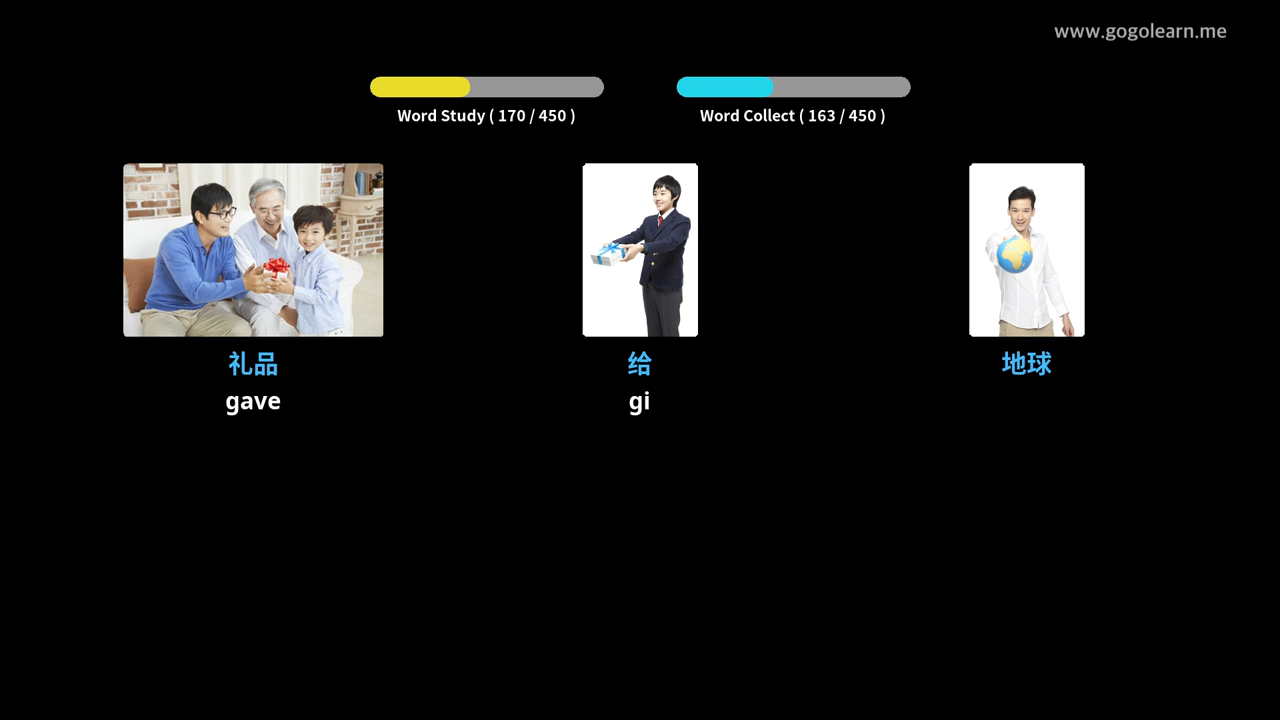 www.gogolearn.me
Word Study ( 170 / 450 )
Word Collect ( 163 / 450 )
礼品
给
地球
gave
gi